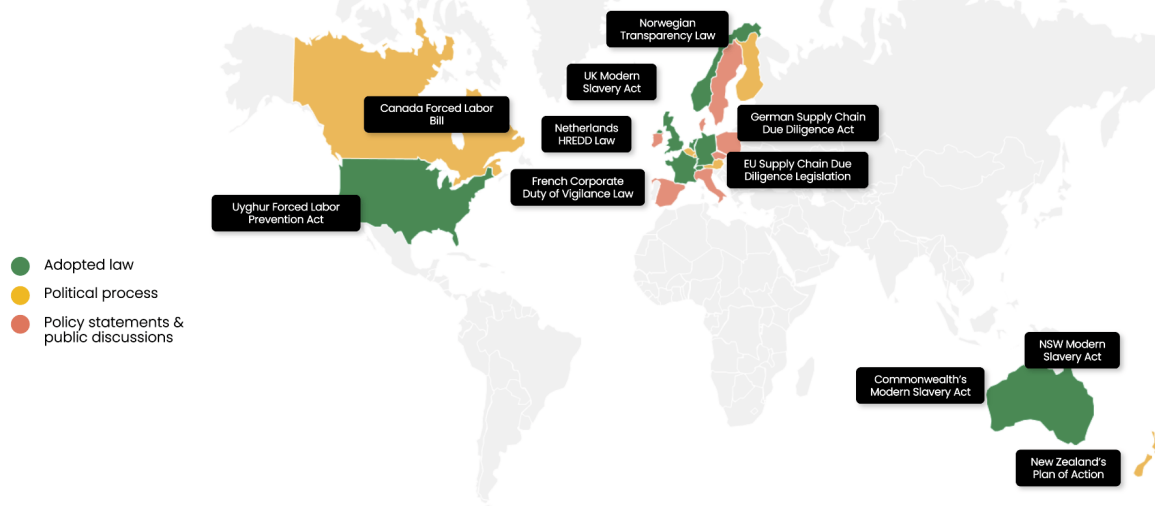 Norwegian
Transparency Law
UK Modern
Slavery Act
Canada Forced Labor
Bill
German Supply Chain
Due Diligence Act
Netherlands
HREDD Law
EU Supply Chain Due
Diligence Legislation
French Corporate
Duty of Vigilance Law
Uyghur Forced Labor
Prevention Act
Adopted law
Political process
Policy statements &
public discussions
NSW Modern
Slavery Act
Commonwealth's
Modern Slavery Act
New Zealand's
Plan of Action